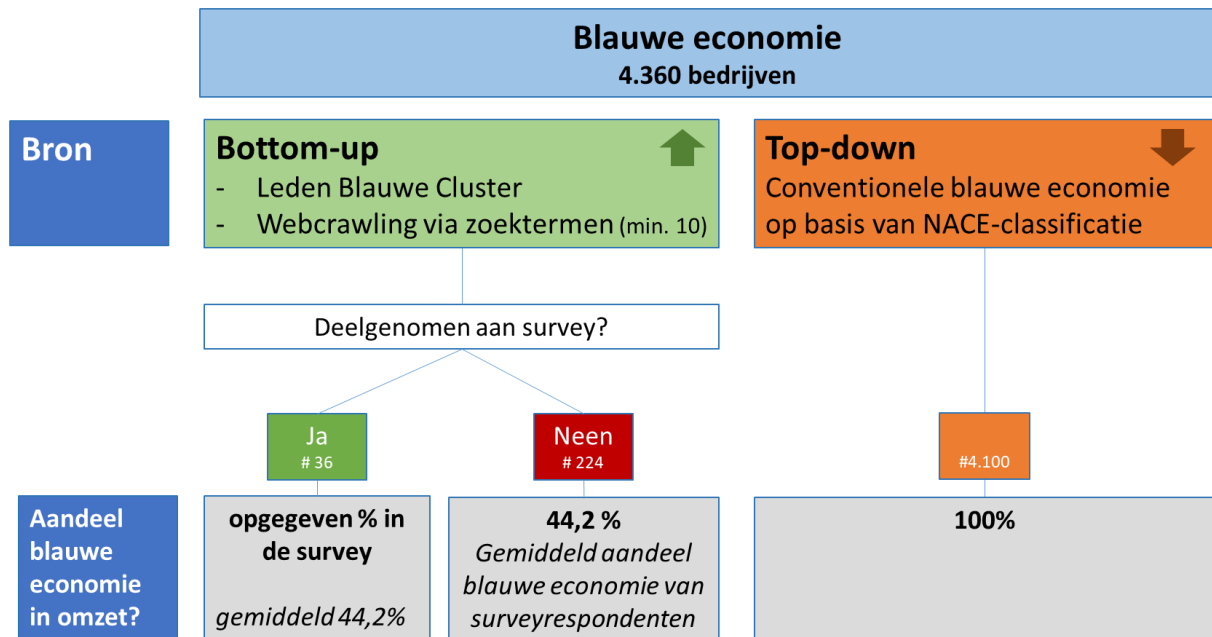 Blauwe economie
4.360 bedrijven
Bron
Bottom-up
- Leden Blauwe Cluster
- Webcrawling via zoektermen (min. 10)
Top-down
Conventionele blauwe economie
op basis van NACE-classificatie
Deelgenomen aan survey?
Ja
# 36
Neen
# 224
#4.100
Aandeel
blauwe
economie
in omzet?
opgegeven % in
de survey
gemiddeld 44,2%
44,2 %
Gemiddeld aandeel
blauwe economie van
surveyrespondenten
100%